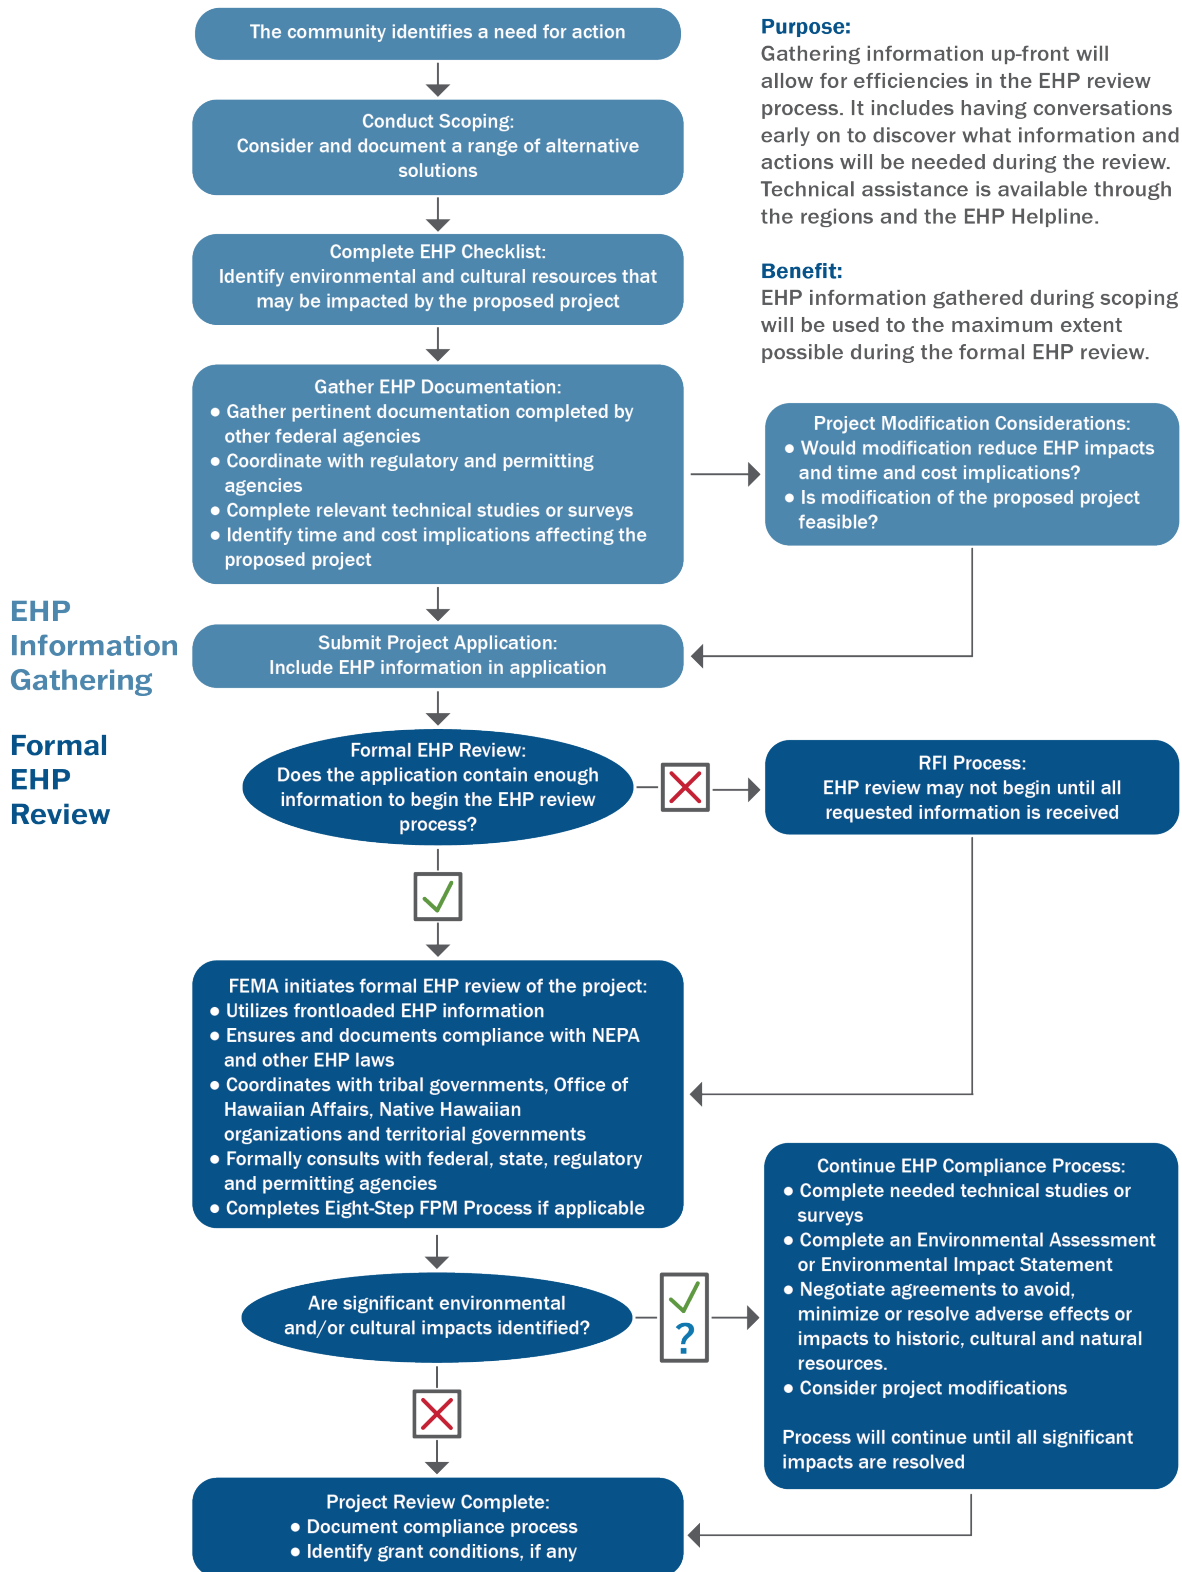 The community identifies a need for action
Conduct Scoping:
Consider and document a range of alternative
solutions
Complete EHP Checklist:
Identify environmental and cultural resources that
may be impacted by the proposed project
Gather EHP Documentation:
● Gather pertinent documentation completed by
other federal agencies
● Coordinate with regulatory and permitting
agencies
● Complete relevant technical studies or surveys
● Identify time and cost implications affecting the
proposed project
Purpose:
Gathering information up-front will
allow for efficiencies in the EHP review
process. It includes having conversations
early on to discover what information and
actions will be needed during the review.
Technical assistance is available through
the regions and the EHP Helpline.
Benefit:
EHP information gathered during scoping
will be used to the maximum extent
possible during the formal EHP review.
Project Modification Considerations:
● Would modification reduce EHP impacts
and time and cost implications?
● Is modification of the proposed project
feasible?
EHP
Information
Gathering
Submit Project Application:
Include EHP information in application
Formal
EHP
Review
Formal EHP Review:
Does the application contain enough
information to begin the EHP review
process?
RFI Process:
EHP review may not begin until all
requested information is received
FEMA initiates formal EHP review of the project:
● Utilizes frontloaded EHP information
● Ensures and documents compliance with NEPA
and other EHP laws
● Coordinates with tribal governments, Office of
Hawaiian Affairs, Native Hawaiian
organizations and territorial governments
● Formally consults with federal, state, regulatory
and permitting agencies
● Completes Eight-Step FPM Process if applicable
Are significant environmental
and/or cultural impacts identified?
?
Continue EHP Compliance Process:
● Complete needed technical studies or
surveys
● Complete an Environmental Assessment
or Environmental Impact Statement
● Negotiate agreements to avoid,
minimize or resolve adverse effects or
impacts to historic, cultural and natural
resources.
● Consider project modifications
Process will continue until all significant
impacts are resolved
Project Review Complete:
● Document compliance process
● Identify grant conditions, if any